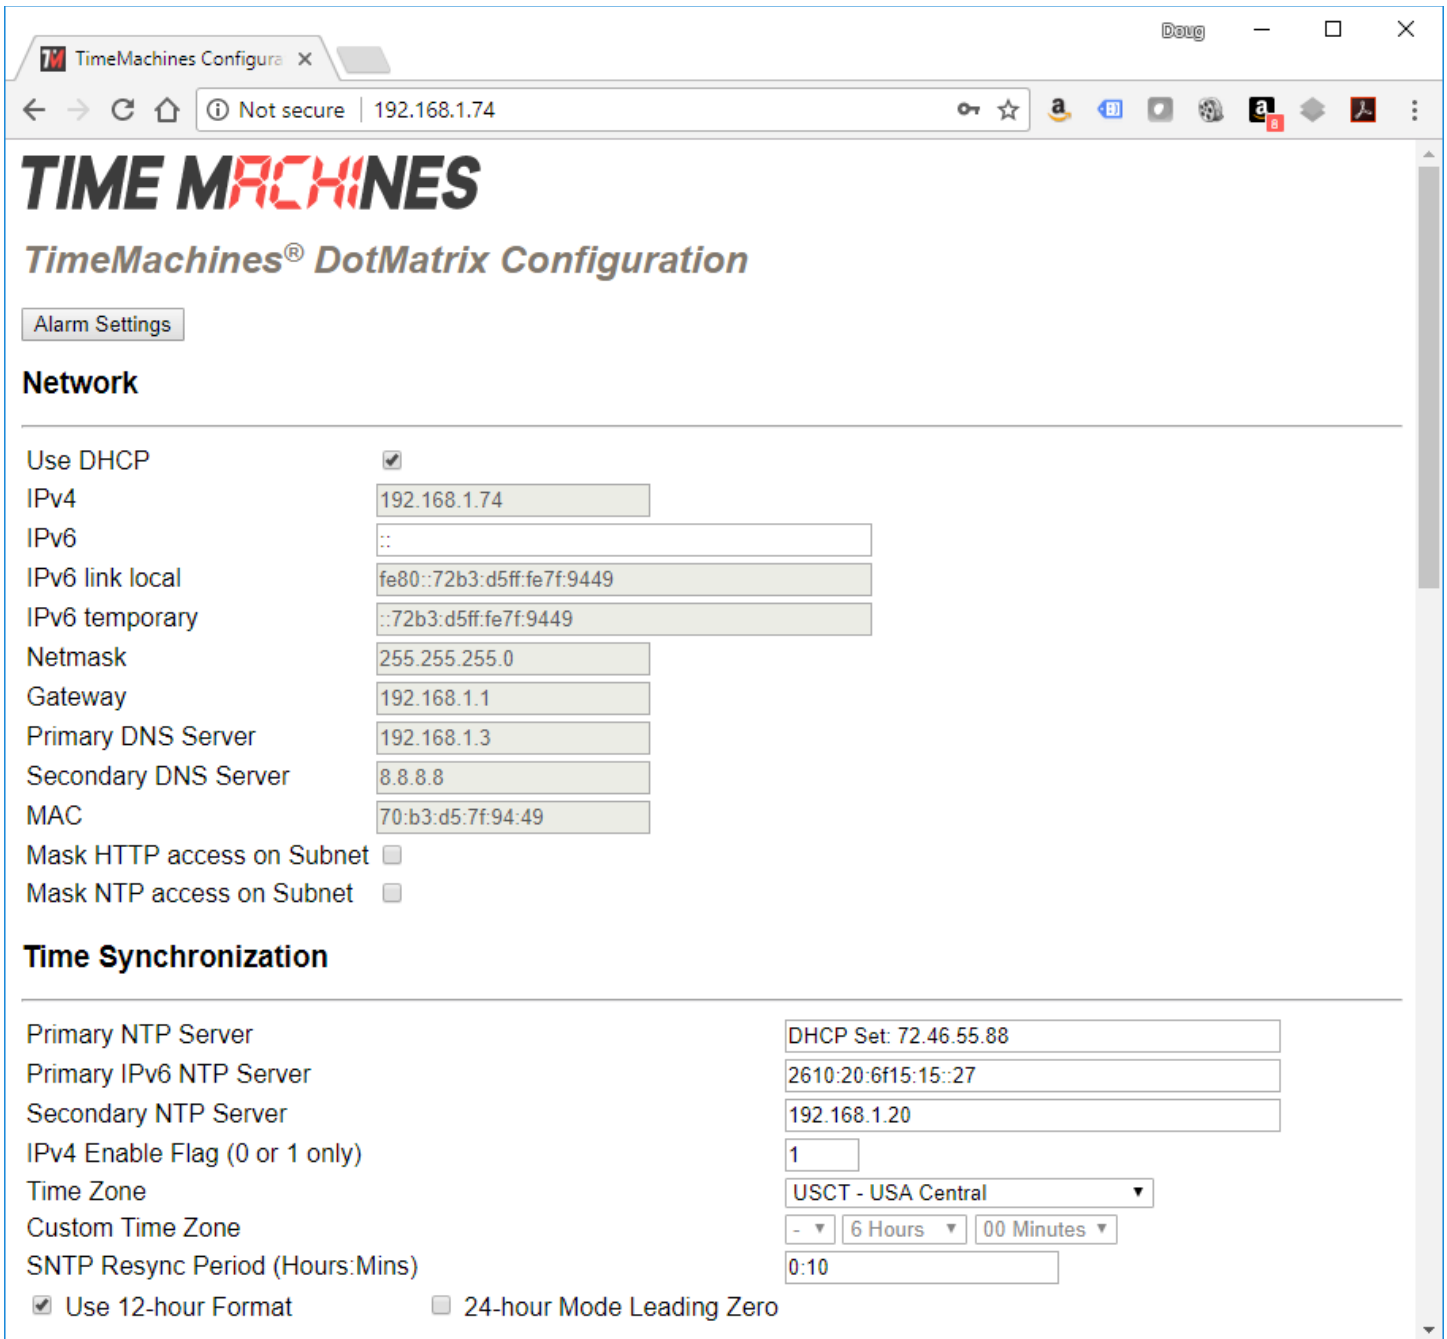 Doug
TimeMachines Configura
Not secure 192.168.1.74
8
TIME MACHINES
TimeMachines® DotMatrix Configuration
Alarm Settings
Network
Use DHCP
IPv4 192.168.1.74
IPv6 ::
IPv6 link local fe80::72b3:d5ff:fe7f:9449
IPv6 temporary ::72b3:d5ff:fe7f:9449
Netmask 255.255.255.0
Gateway 192.168.1.1
Primary DNS Server 192.168.1.3
Secondary DNS Server 8.8.8.8
MAC 70:b3:d5:7f:94:49
Mask HTTP access on Subnet
Mask NTP access on Subnet
Time Synchronization
Primary NTP Server DHCP Set: 72.46.55.88
Primary IPv6 NTP Server 2610:20:6f15:15::27
Secondary NTP Server 192.168.1.20
IPv4 Enable Flag (0 or 1 only) 1
Time Zone USCT - USA Central
Custom Time Zone - 6 Hours 00 Minutes
SNTP Resync Period (Hours:Mins) 0:10
Use 12-hour Format 24-hour Mode Leading Zero